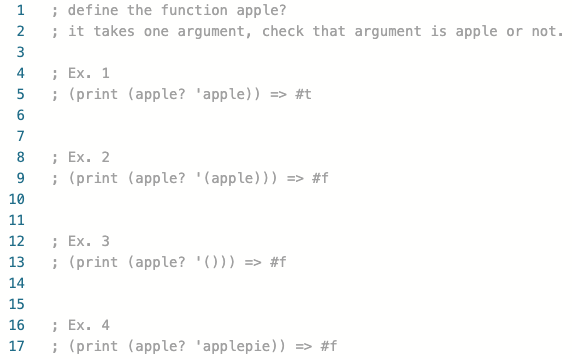 1 ; define the function apple?
2 ; it takes one argument, check that argument is apple or not.
3
4 ; Ex. 1
5 ; (print (apple? 'apple)) => #t
6
7
8 ; Ex. 2
9 ; (print (apple? '(apple))) => #f
10
11
12 ; Ex. 3
13 ; (print (apple? '())) => #f
14
15
16 ; Ex. 4
17 ; (print (apple? 'applepie)) => #f